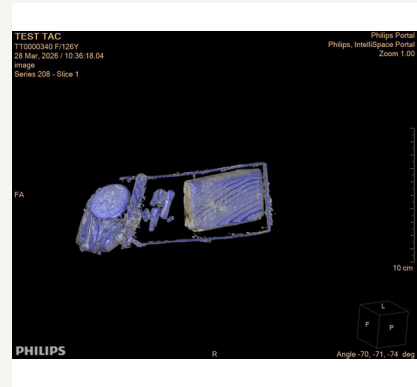 TEST TAC
TT0000340 F/126Y
28 Mar, 2026 / 10:36:18.04
image
Series 208 - Slice 1
Philips Portal
Philips, IntelliSpace Portal
Zoom 1.00
FA
10 cm
L
F P
PHILIPS
R
Angle -70, -71, -74 deg